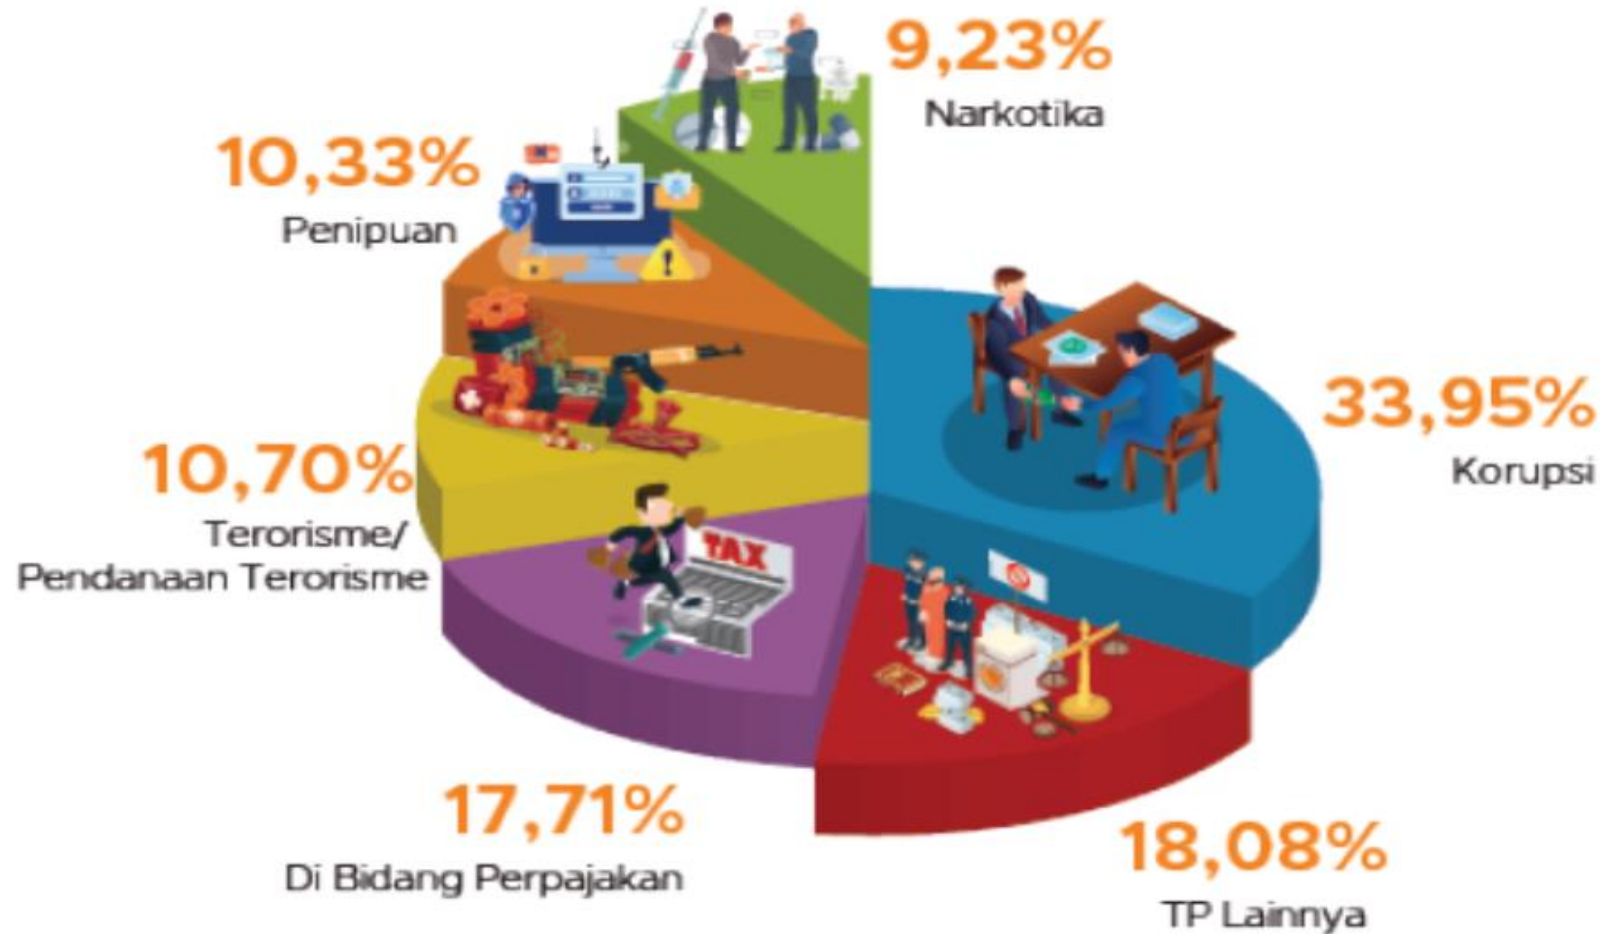 9,23%
Narkotika
10,33%
Penipuan
33,95%
Korupsi
10,70%
Terorisme/
Pendanaan Terorisme
TAX
17,71%
Di Bidang Perpajakan
18,08%
TP Lainnya